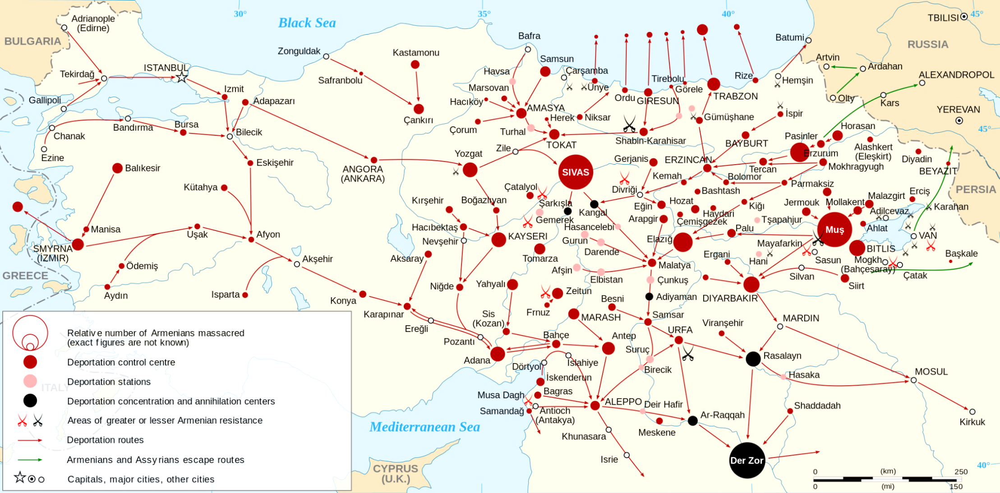 30°
35°
40°
45°
Black Sea
Adrianople
(Edirne)
BULGARIA
Tekirdağ
ISTANBUL
Gallipoli
Izmit
Adapazarı
Chanak
Bandırma
Bursa
Bilecik
Ezine
Balıkesir
Eskişehir
Kütahya
Manisa
SMYRNA
(İZMIR)
Uşak
Afyon
Ödemiş
Akşehir
GREECE
Aydın
Isparta
Konya
Zonguldak
Safranbolu
Kastamonu
Çankırı
ANGORA
(ANKARA)
Bafra
Samsun
Havsa
Marsovan
Hacıköy
AMASYA
Çorum
Turhal
Herek
Niksar
TOKAT
Zile
Yozgat
Çarşamba
Ünye
Ordu
Tirebolu
GIRESUN
Görele
TRABZON
Rize
Batumi
Hemşin
Artvin
Ardahan
Olty
Kars
TBILISI
RUSSIA
ALEXANDROPOL
YEREVAN
45°
Gümüşhane
İspir
Shabin-Karahisar
BAYBURT
Pasinler
Horasan
Erzurum
Alashkert
(Eleşkirt)
Diyadin
BEYAZIT
PERSIA
Mokhragyugh
Tercan
ERZINCAN
Gerjanis
Kemah
Bolomor
Parmaksiz
Bashtash
SIVAS
Divriği
Çatalyol
Şarkışla
Kangal
Gemerek
Kırşehir
Boğazlıyan
Hacıbektaş
Nevşehir
KAYSERI
Aksaray
Tomarza
Niğde
Yahyalı
Eğin
Hozat
Haydari
Kiğı
Çemişgezek
Arapgir
Hasancelebi
Gurun
Darende
Elazığ
Palu
Tşapahjur
Jermouk
Mollakent
Malazgirt
Erciş
Karahan
Adilcevaz
Ahlat
Muş
VAN
BITLIS
Mayafarkin
Hani
Sasun
Mogkh
(Bahçesaray)
Çatak
Başkale
Ergani
Silvan
Siirt
DIYARBAKIR
Malatya
Afşin
Elbistan
Çunkuş
Adiyaman
Zeitun
Frnuz
Besni
Samsar
MARASH
Karapınar
Ereğli
Pozantı
Sis
(Kozan)
Adana
Bahçe
Antep
Suruç
URFA
Viranşehir
MARDIN
Birecik
Rasalayn
Hasaka
MOSUL
Kirkuk
Shaddadah
Dörtyol
İslahiye
İskenderun
Bagras
Musa Dagh
Samandağ
Antioch
(Antakya)
ALEPPO
Deir Hafir
Ar-Raqqah
Meskene
Khunasara
Isrie
Der Zor
Mediterranean Sea
CYPRUS
(U.K.)
ITALY
Relative number of Armenians massacred
(exact figures are not known)
Deportation control centre
Deportation stations
Deportation concentration and annihilation centers
Areas of greater or lesser Armenian resistance
Deportation routes
Armenians and Assyrians escape routes
Capitals, major cities, other cities
40°
0 (km) 250
0 (mi) 150